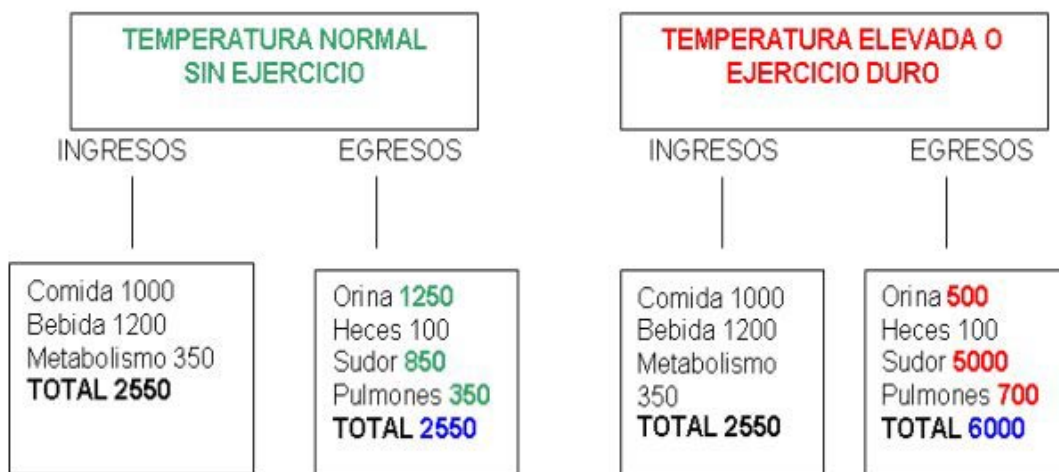 TEMPERATURA NORMAL
SIN EJERCICIO
INGRESOS
EGRESOS
Comida 1000
Bebida 1200
Metabolismo 350
TOTAL 2550
Orina 1250
Heces 100
Sudor 850
Pulmones 350
TOTAL 2550
TEMPERATURA ELEVADA O
EJERCICIO DURO
INGRESOS
EGRESOS
Comida 1000
Bebida 1200
Metabolismo
350
TOTAL 2550
Orina 500
Heces 100
Sudor 5000
Pulmones 700
TOTAL 6000